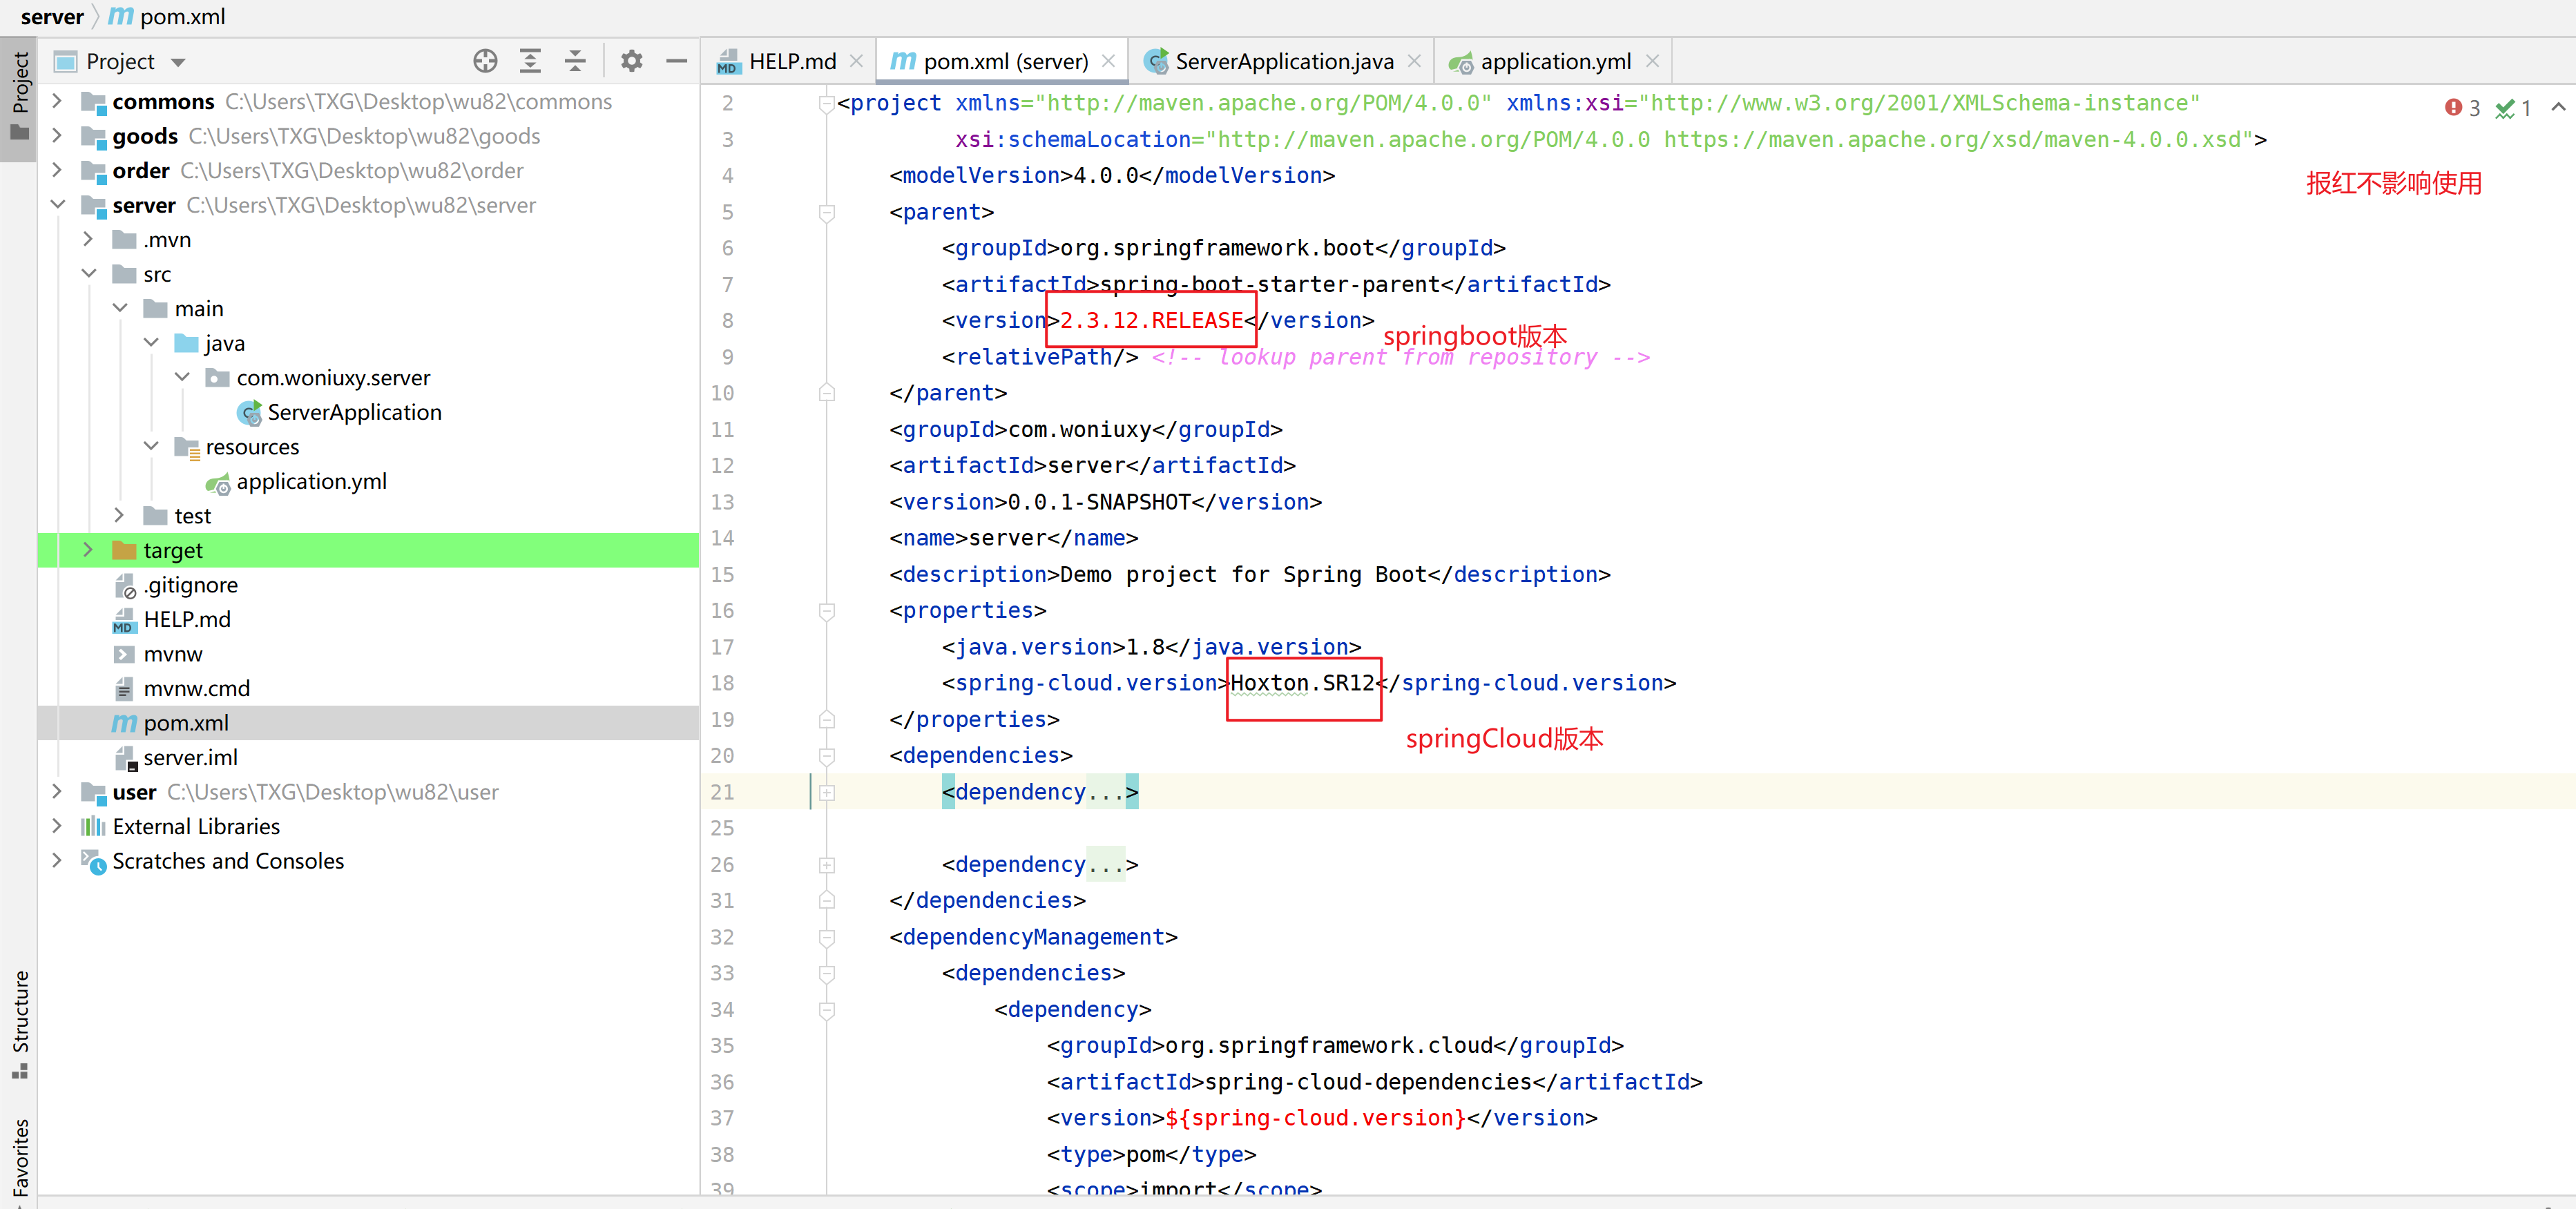 server pom.xml
Project
HELP.md
pom.xml (server)
ServerApplication.java
application.yml
Project
Structure
Favorites
commons C:\Users\TXG\Desktop\wu82\commons
goods C:\Users\TXG\Desktop\wu82\goods
order C:\Users\TXG\Desktop\wu82\order
server C:\Users\TXG\Desktop\wu82\server
.mvn
src
main
java
com.woniuxy.server
ServerApplication
resources
application.yml
test
target
.gitignore
HELP.md
mvnw
mvnw.cmd
pom.xml
server.iml
user C:\Users\TXG\Desktop\wu82\user
External Libraries
Scratches and Consoles
3 1
报红不影响使用
2 <project xmlns="http://maven.apache.org/POM/4.0.0" xmlns:xsi="http://www.w3.org/2001/XMLSchema-instance"
3 xsi:schemaLocation="http://maven.apache.org/POM/4.0.0 https://maven.apache.org/xsd/maven-4.0.0.xsd">
4 <modelVersion>4.0.0</modelVersion>
5 <parent>
6 <groupId>org.springframework.boot</groupId>
7 <artifactId>spring-boot-starter-parent</artifactId>
8 <version>2.3.12.RELEASE</version>
springboot版本
9 <relativePath/> <!-- lookup parent from repository -->
10 </parent>
11 <groupId>com.woniuxy</groupId>
12 <artifactId>server</artifactId>
13 <version>0.0.1-SNAPSHOT</version>
14 <name>server</name>
15 <description>Demo project for Spring Boot</description>
16 <properties>
17 <java.version>1.8</java.version>
18 <spring-cloud.version>Hoxton.SR12</spring-cloud.version>
19 </properties>
springCloud版本
20 <dependencies>
21 <dependency...>
25
26 <dependency...>
31 </dependencies>
32 <dependencyManagement>
33 <dependencies>
34 <dependency>
35 <groupId>org.springframework.cloud</groupId>
36 <artifactId>spring-cloud-dependencies</artifactId>
37 <version>${spring-cloud.version}</version>
38 <type>pom</type>
39 <scope>import</scope>